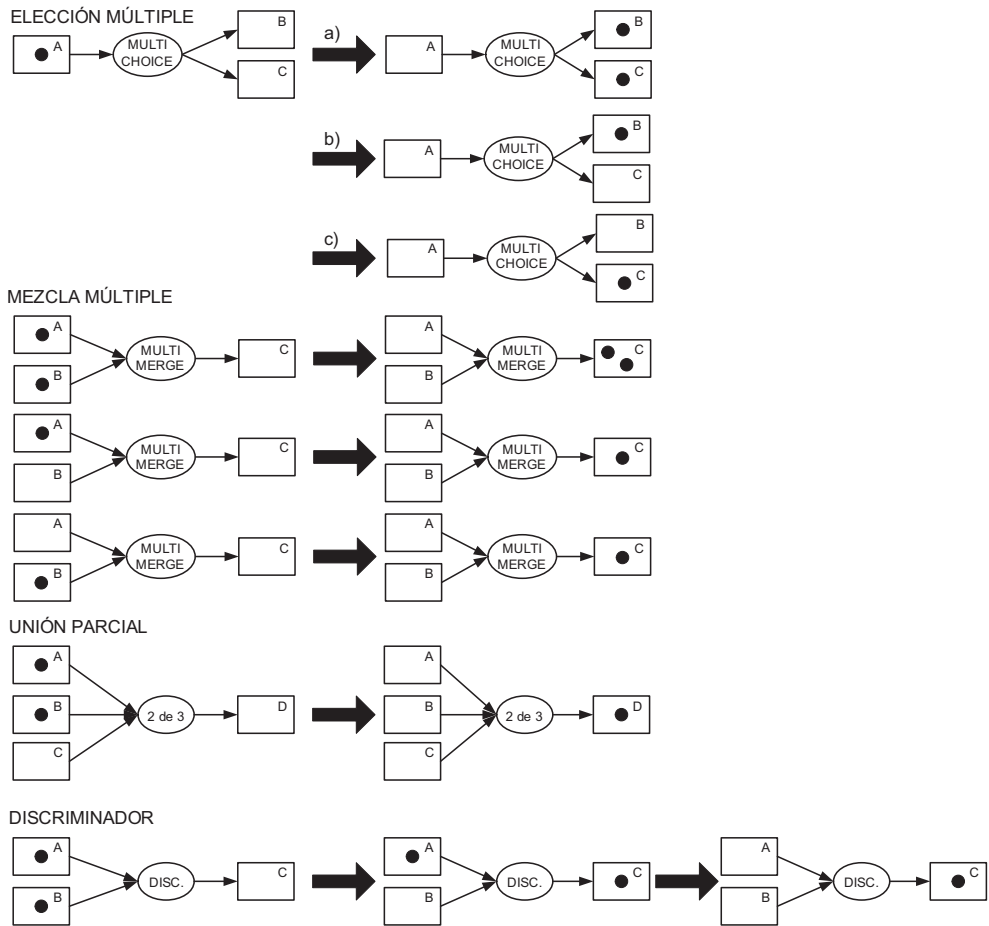 ELECCIÓN MÚLTIPLE
A
MULTI
CHOICE
B
C
a)
A
MULTI
CHOICE
B
C
b)
A
MULTI
CHOICE
B
C
c)
A
MULTI
CHOICE
B
C
MEZCLA MÚLTIPLE
A
B
MULTI
MERGE
C
A
B
MULTI
MERGE
C
A
B
MULTI
MERGE
C
A
B
MULTI
MERGE
C
A
B
MULTI
MERGE
C
A
B
MULTI
MERGE
C
UNIÓN PARCIAL
A
B
C
2 de 3
D
A
B
C
2 de 3
D
DISCRIMINADOR
A
B
DISC.
C
A
B
DISC.
C
A
B
DISC.
C